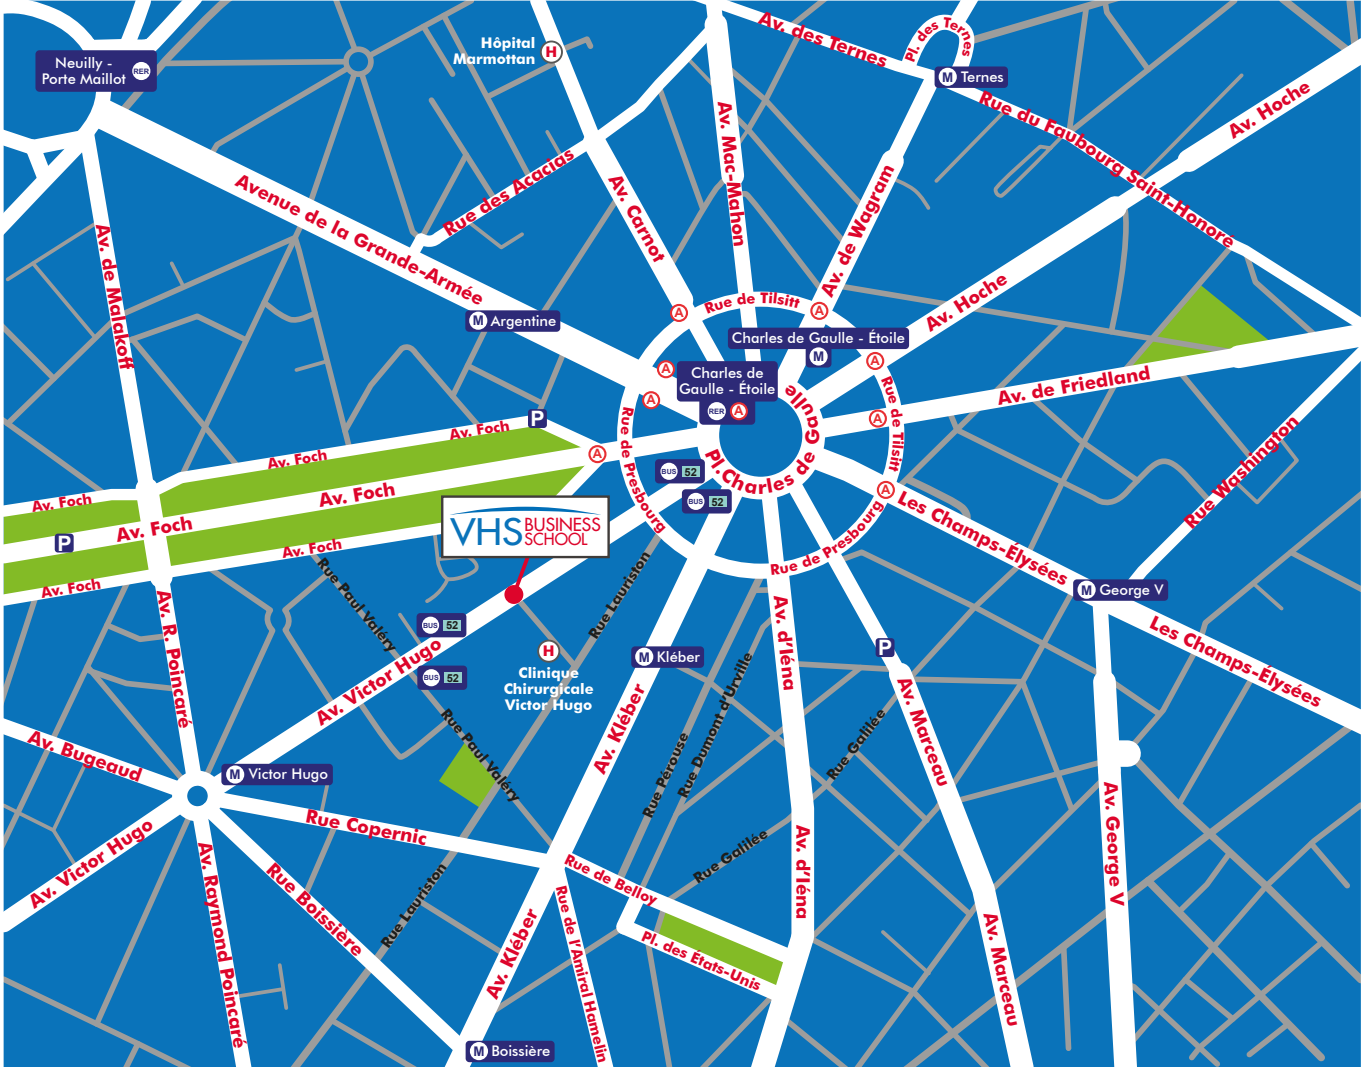 Hôpital
Marmottan
H
Av. des Ternes
Pl. des Ternes
M Ternes
Neuilly -
Porte Maillot
RER
Rue du Faubourg Saint-Honoré
Av. Hoche
Av. Mac-Mahon
Rue des Acacias
Av. Carnot
Av. de Wagram
Avenue de la Grande-Armée
Av. de Malakoff
M Argentine
A
Rue de Tilsitt
A
Av. Hoche
Charles de Gaulle - Étoile
M
A
A
A
Charles de
Gaulle - Étoile
RER A
Av. de Friedland
Rue de Tilsitt
A
Pl. Charles de Gaulle
Rue de Presbourg
P
Av. Foch
Av. Foch
A
Av. Foch
Av. Foch
Av. Foch
P
Av. Foch
Av. Foch
BUS 52
BUS 52
A
Rue Washington
Les Champs-Élysées
VHS BUSINESS
SCHOOL
Rue de Presbourg
Rue Paul Valéry
Rue Lauriston
M George V
Av. R. Poincaré
BUS 52
Av. Victor Hugo
BUS 52
H
Clinique
Chirurgicale
Victor Hugo
M Kléber
Av. d'Iéna
P
Les Champs-Élysées
Av. Bugeaud
M Victor Hugo
Rue Paul Valéry
Av. Kléber
Rue Pérouse
Rue Dumont d'Urville
Rue Galilée
Av. Marceau
Av. George V
Rue Copernic
Av. Victor Hugo
Av. Raymond Poincaré
Rue Boissière
Rue Lauriston
Rue Galilée
Av. d'Iéna
Rue de Belloy
Pl. des États-Unis
Av. Kléber
Rue de l'Amiral Hamelin
Av. Marceau
M Boissière